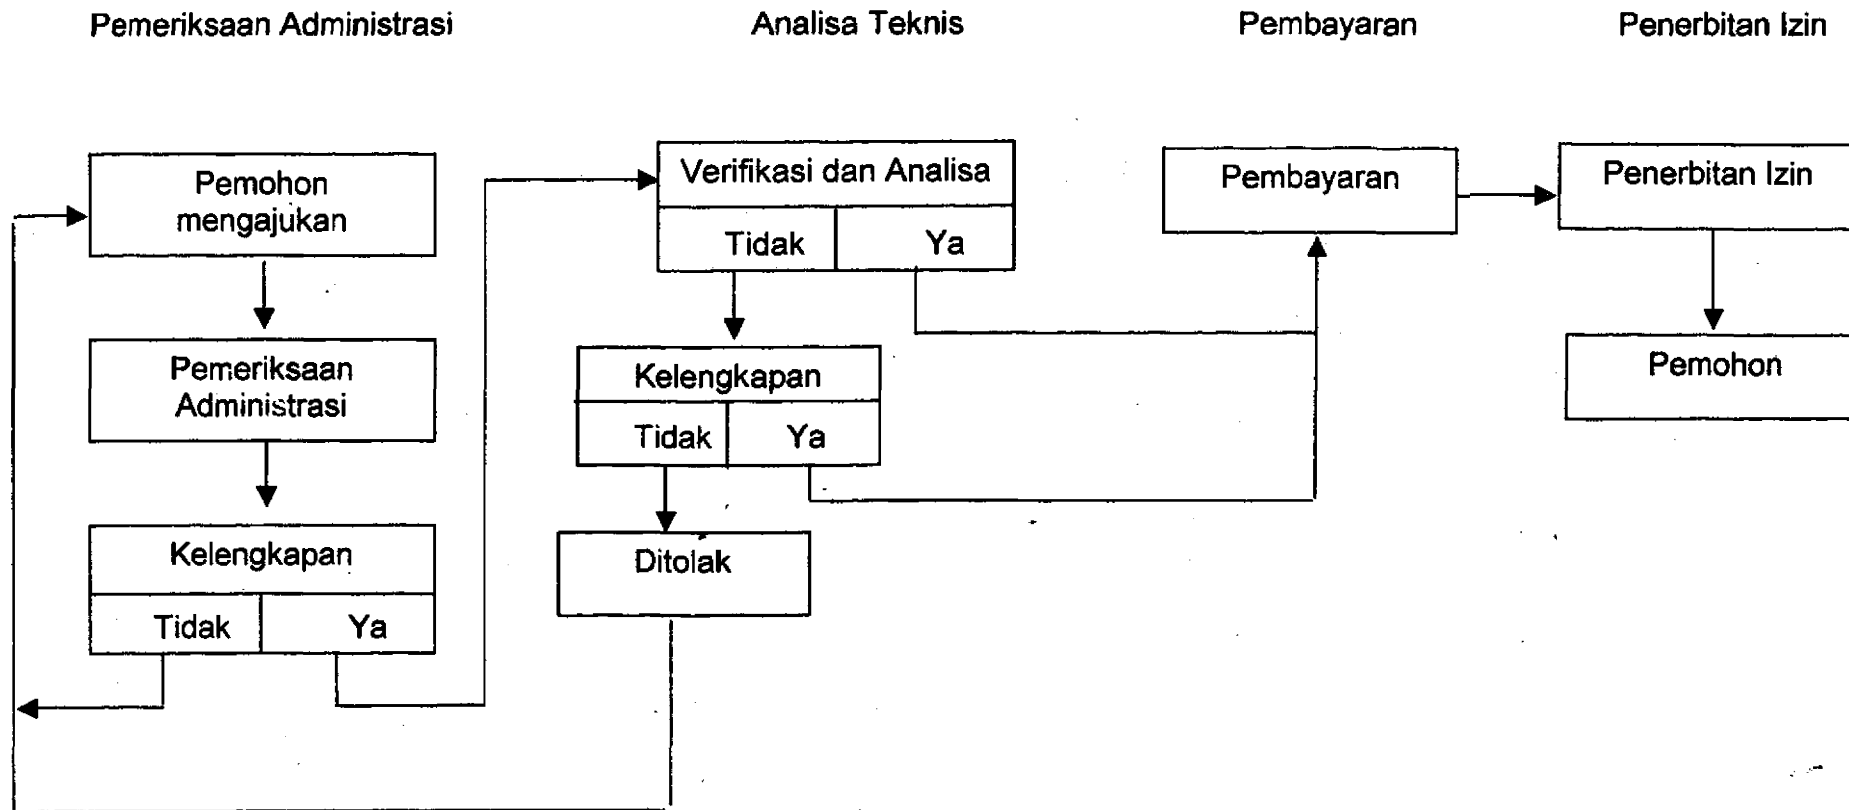 Pemeriksaan Administrasi
Analisa Teknis
Pembayaran
Penerbitan Izin
Pemohon
mengajukan
Pemeriksaan
Administrasi
Kelengkapan
Tidak
Ya
Verifikasi dan Analisa
Tidak
Ya
Kelengkapan
Tidak
Ya
Ditolak
Pembayaran
Penerbitan Izin
Pemohon